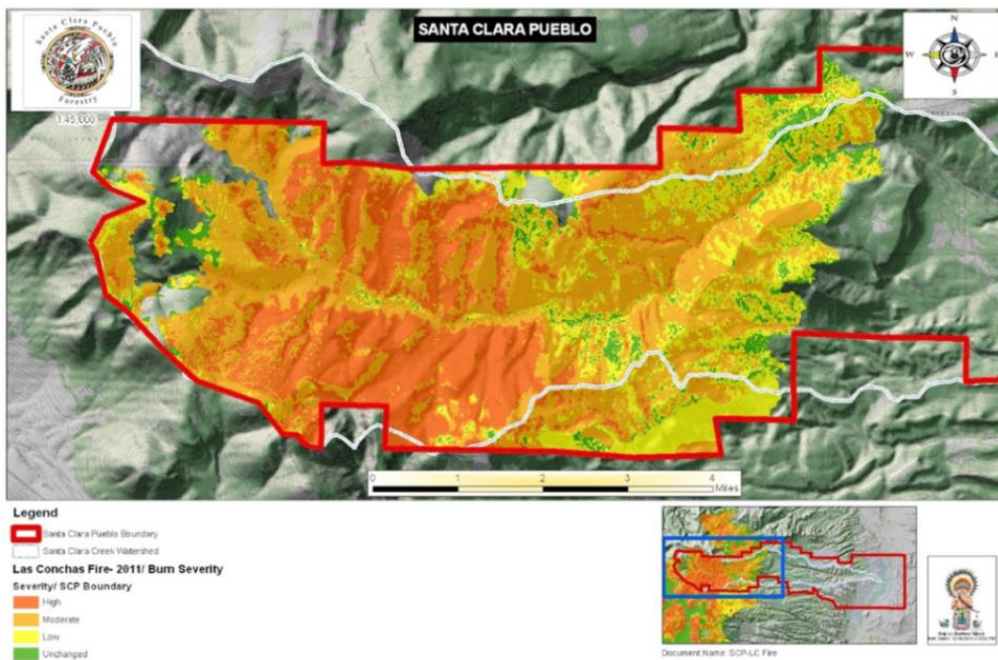 SANTA CLARA PUEBLO
Santa Clara Pueblo
Forestry
N
W
E
S
1:45,000
0 1 2 3 4
Miles
Legend
Santa Clara Pueblo Boundary
Santa Clara Creek Watershed
Las Conchas Fire- 2011/ Burn Severity
Severity/ SCP Boundary
High
Moderate
Low
Unchanged
Document Name: SCP-LC Fire